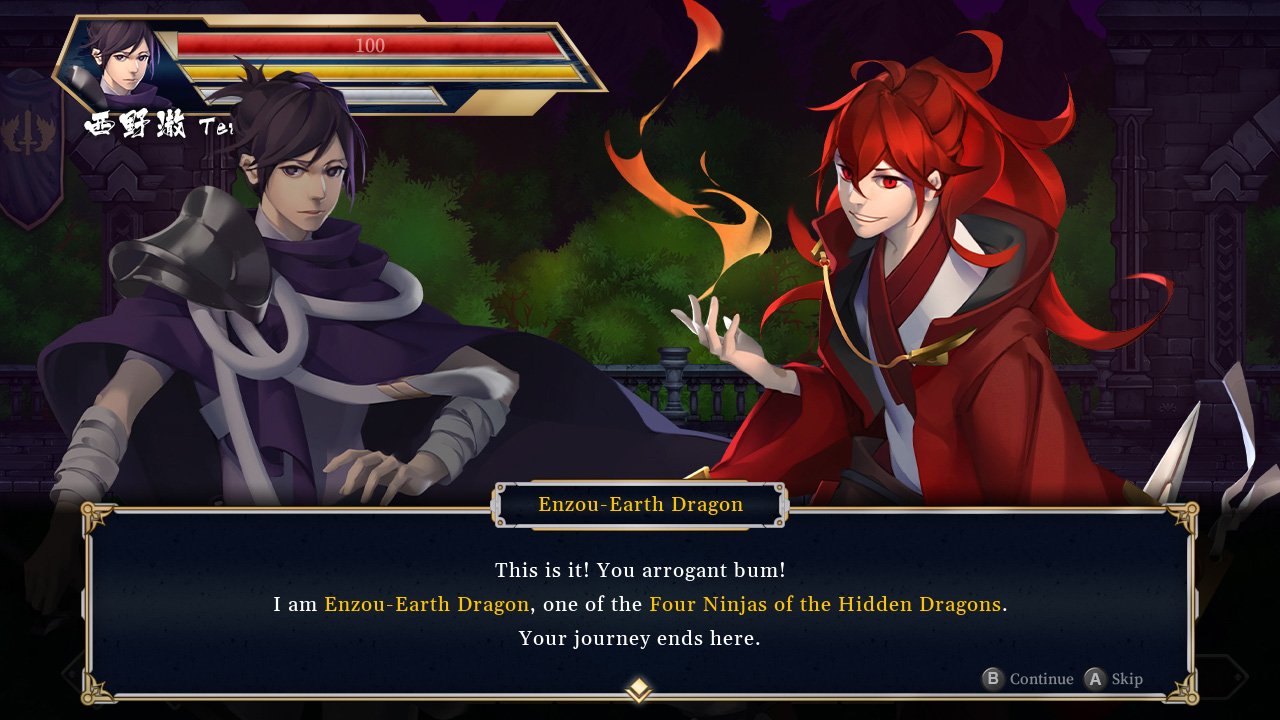 100
西野澈
Enzou-Earth Dragon
This is it! You arrogant bum!
I am Enzou-Earth Dragon, one of the Four Ninjas of the Hidden Dragons.
Your journey ends here.
B Continue A Skip